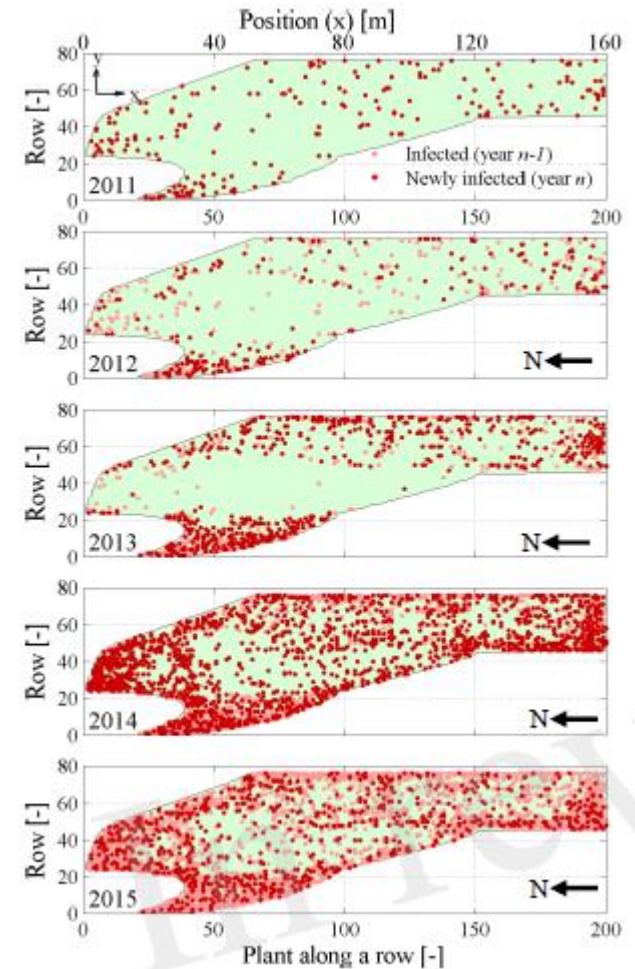 Position (x) [m]
0 40 80 120 160
80
60
40
20
0
Row [-]
y
x
Infected (year n-1)
Newly infected (year n)
2011
0 50 100 150 200
80
60
40
20
0
Row [-]
2012
N
80
60
40
20
0
Row [-]
2013
N
80
60
40
20
0
Row [-]
2014
N
80
60
40
20
0
Row [-]
2015
N
0 50 100 150 200
Plant along a row [-]